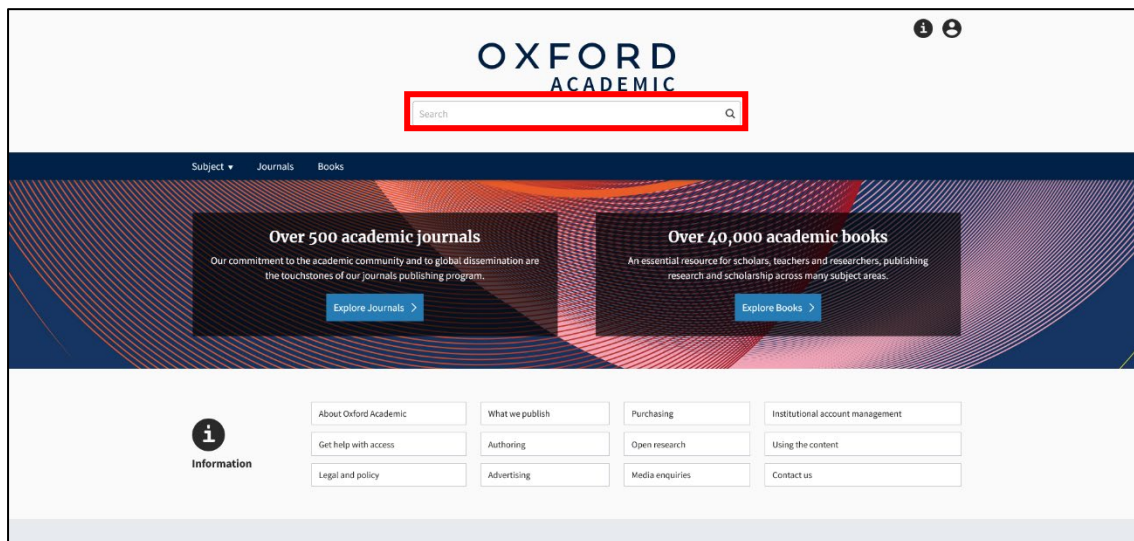 OXFORD
ACADEMIC
Search
Subject ▾ Journals Books
Over 500 academic journals
Our commitment to the academic community and to global dissemination are
the touchstones of our journals publishing program.
Explore Journals >
Over 40,000 academic books
An essential resource for scholars, teachers and researchers, publishing
research and scholarship across many subject areas.
Explore Books >
i
Information
About Oxford Academic
What we publish
Purchasing
Institutional account management
Get help with access
Authoring
Open research
Using the content
Legal and policy
Advertising
Media enquiries
Contact us